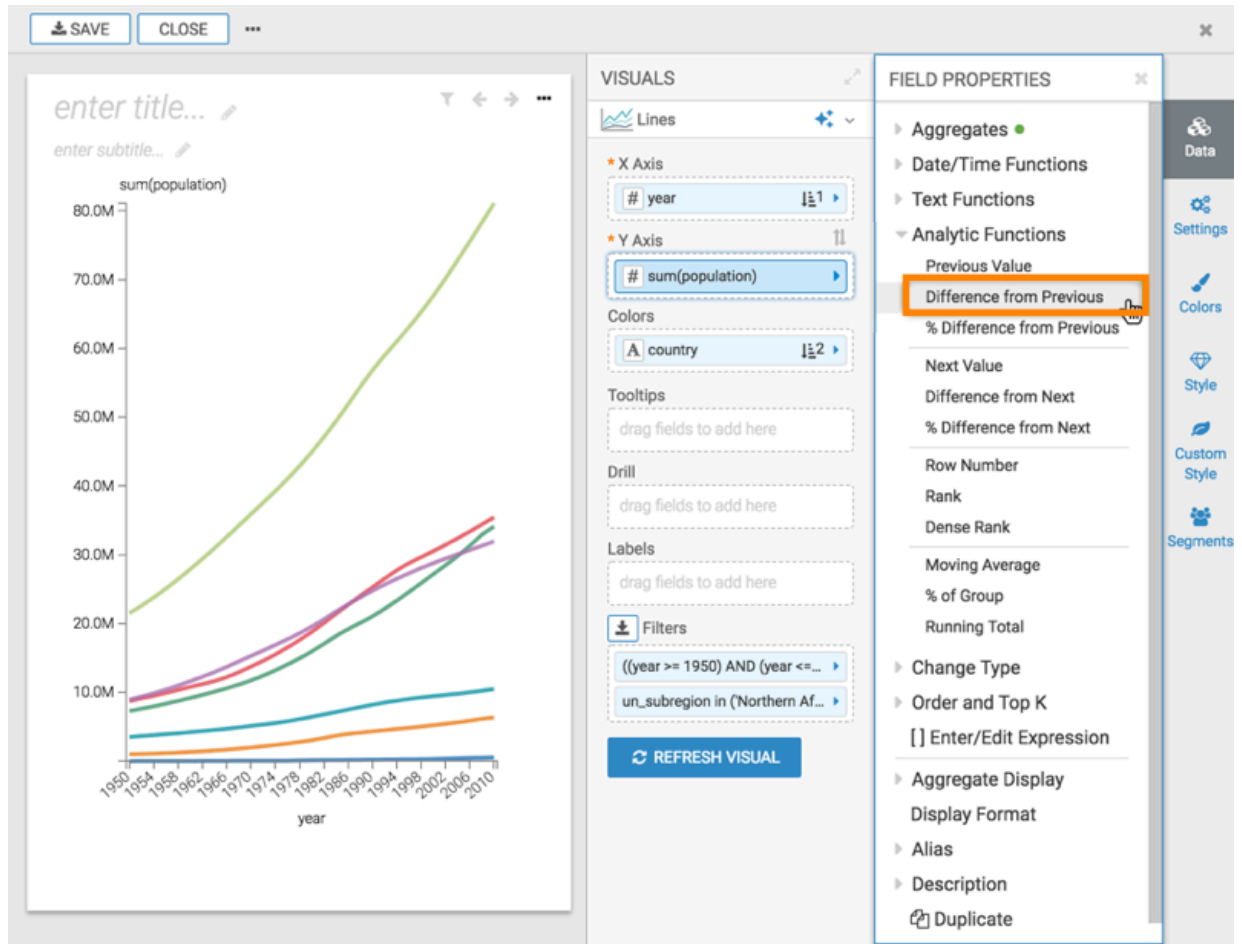 SAVE CLOSE •••
enter title...
enter subtitle...
sum(population)
80.0M
70.0M
60.0M
50.0M
40.0M
30.0M
20.0M
10.0M
1950 1954 1958 1962 1966 1970 1974 1978 1982 1986 1990 1994 1998 2002 2006 2010
year
VISUALS
Lines
* X Axis
# year 1
* Y Axis
# sum(population)
Colors
A country 2
Tooltips
drag fields to add here
Drill
drag fields to add here
Labels
drag fields to add here
Filters
((year >= 1950) AND (year <=...
un_subregion in ('Northern Af...
REFRESH VISUAL
FIELD PROPERTIES
Aggregates
Date/Time Functions
Text Functions
Analytic Functions
Previous Value
Difference from Previous
% Difference from Previous
Next Value
Difference from Next
% Difference from Next
Row Number
Rank
Dense Rank
Moving Average
% of Group
Running Total
Change Type
Order and Top K
[ ] Enter/Edit Expression
Aggregate Display
Display Format
Alias
Description
Duplicate
Data
Settings
Colors
Style
Custom
Style
Segments